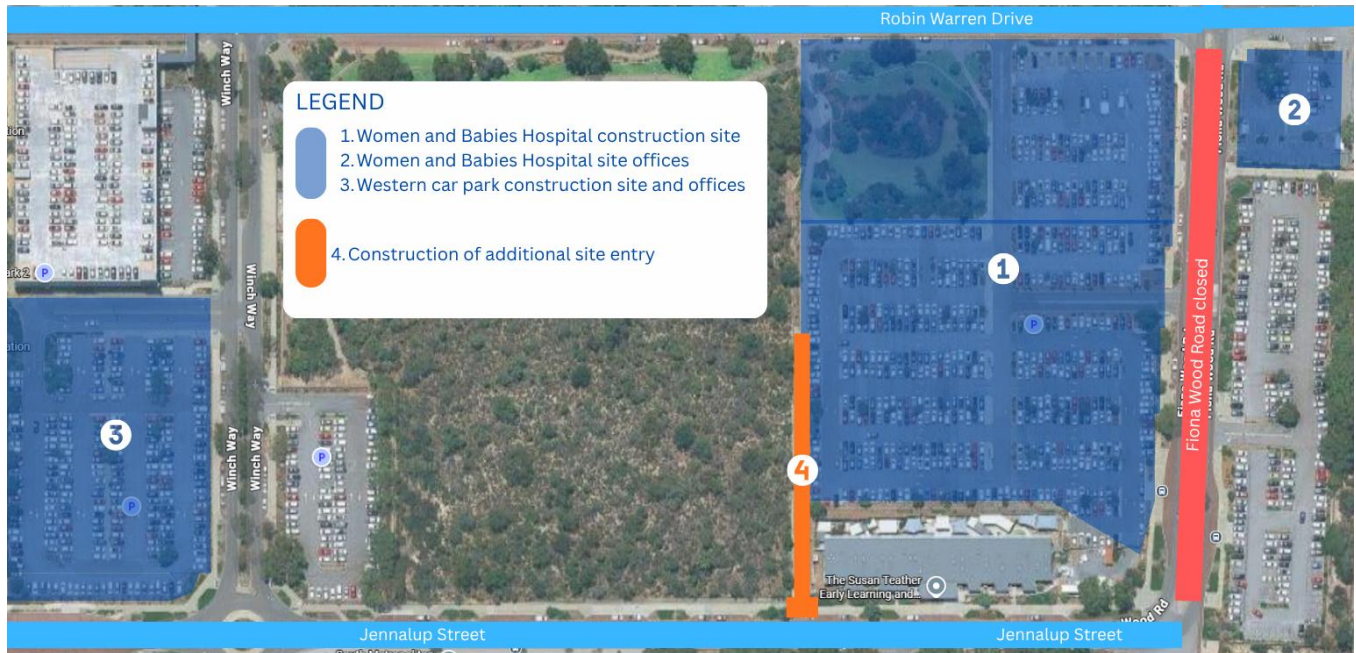 Robin Warren Drive
Winch Way
LEGEND
1. Women and Babies Hospital construction site
2. Women and Babies Hospital site offices
3. Western car park construction site and offices
4. Construction of additional site entry
2
P
Winch Way
1
P
Fiona Wood Road closed
3
P
P
Winch Way
Winch Way
4
The Susan Teather
Early Learning and...
Wood Rd
Jennalup Street
Jennalup Street